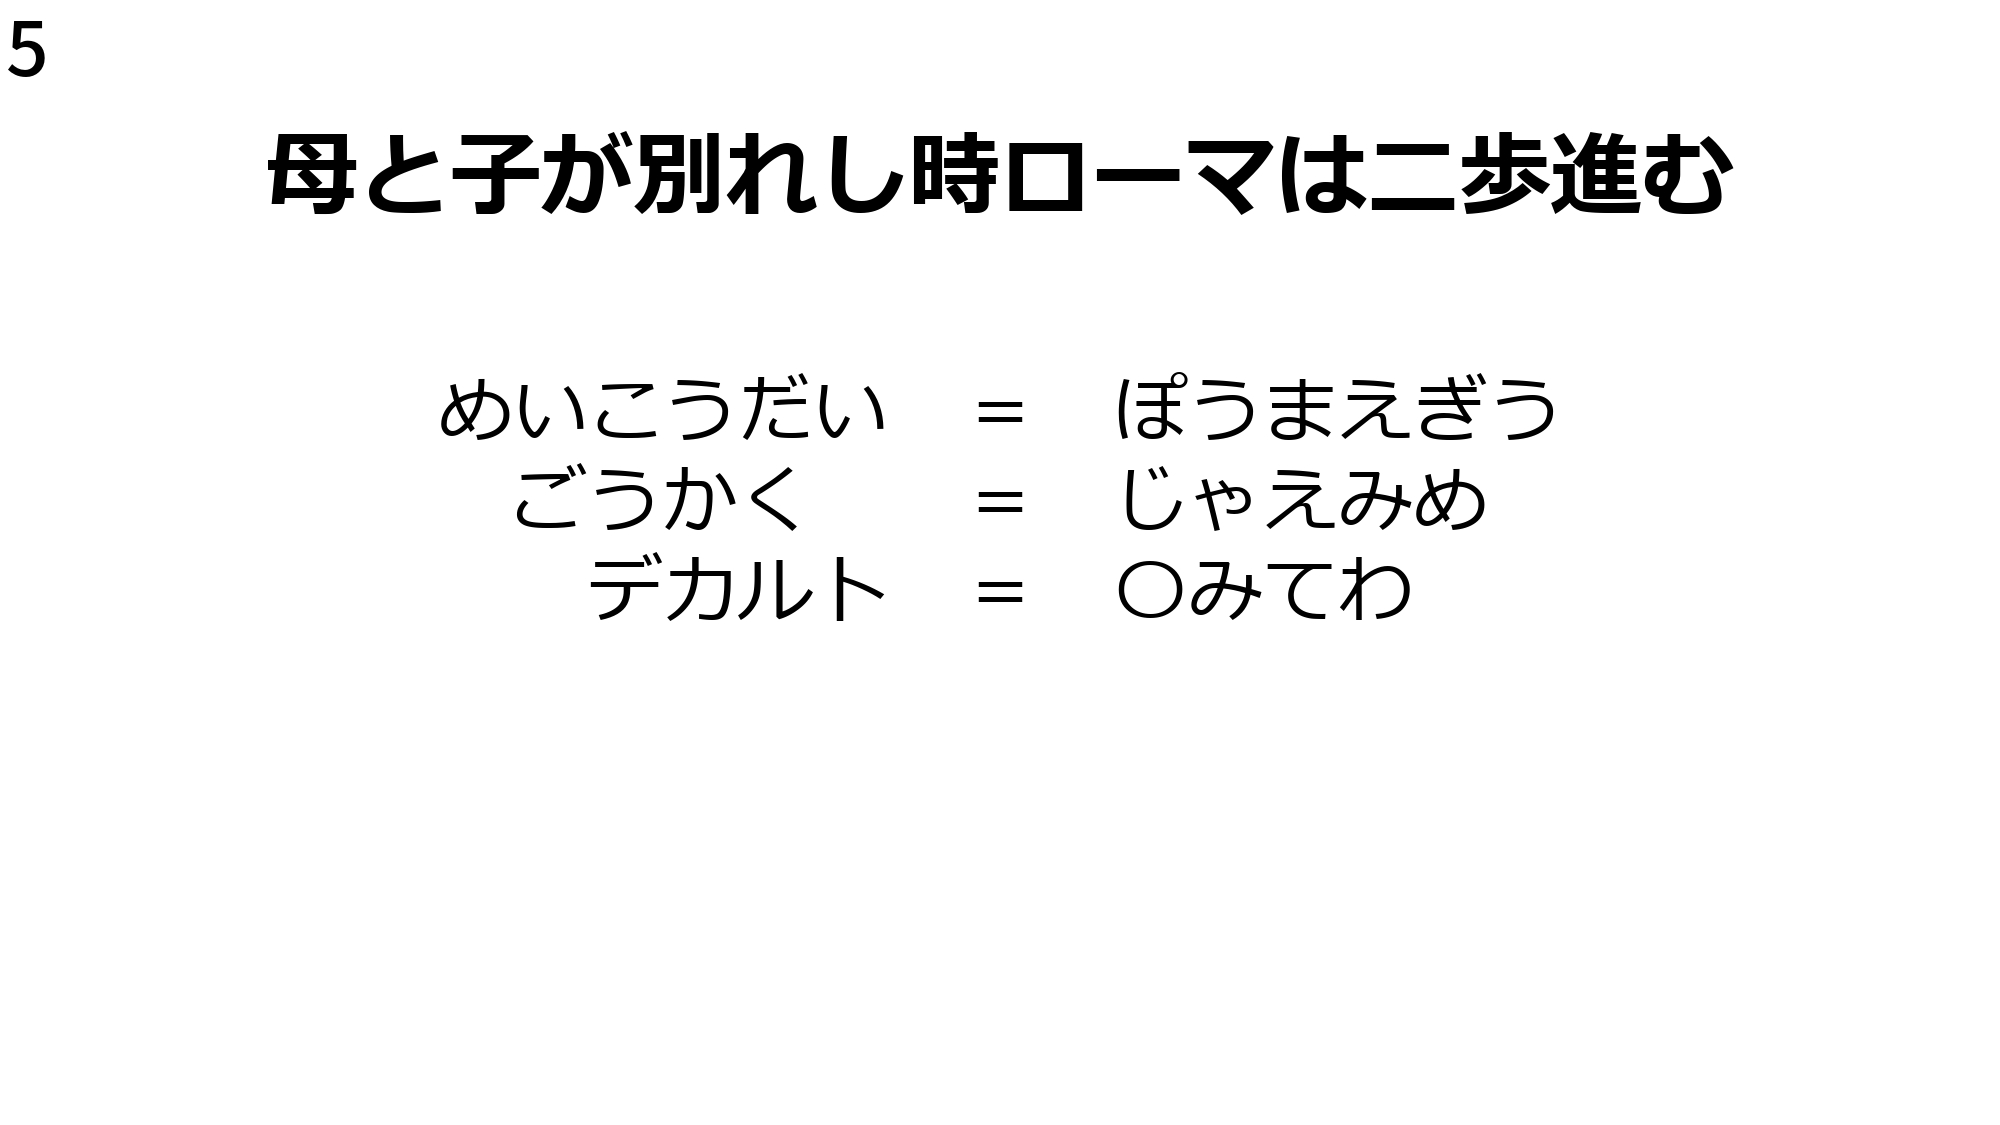 5
母と子が別れし時ローマは二歩進む
めいこうだい = ぽうまえぎう
ごうかく = じゃえみめ
デカルト = 〇みてわ